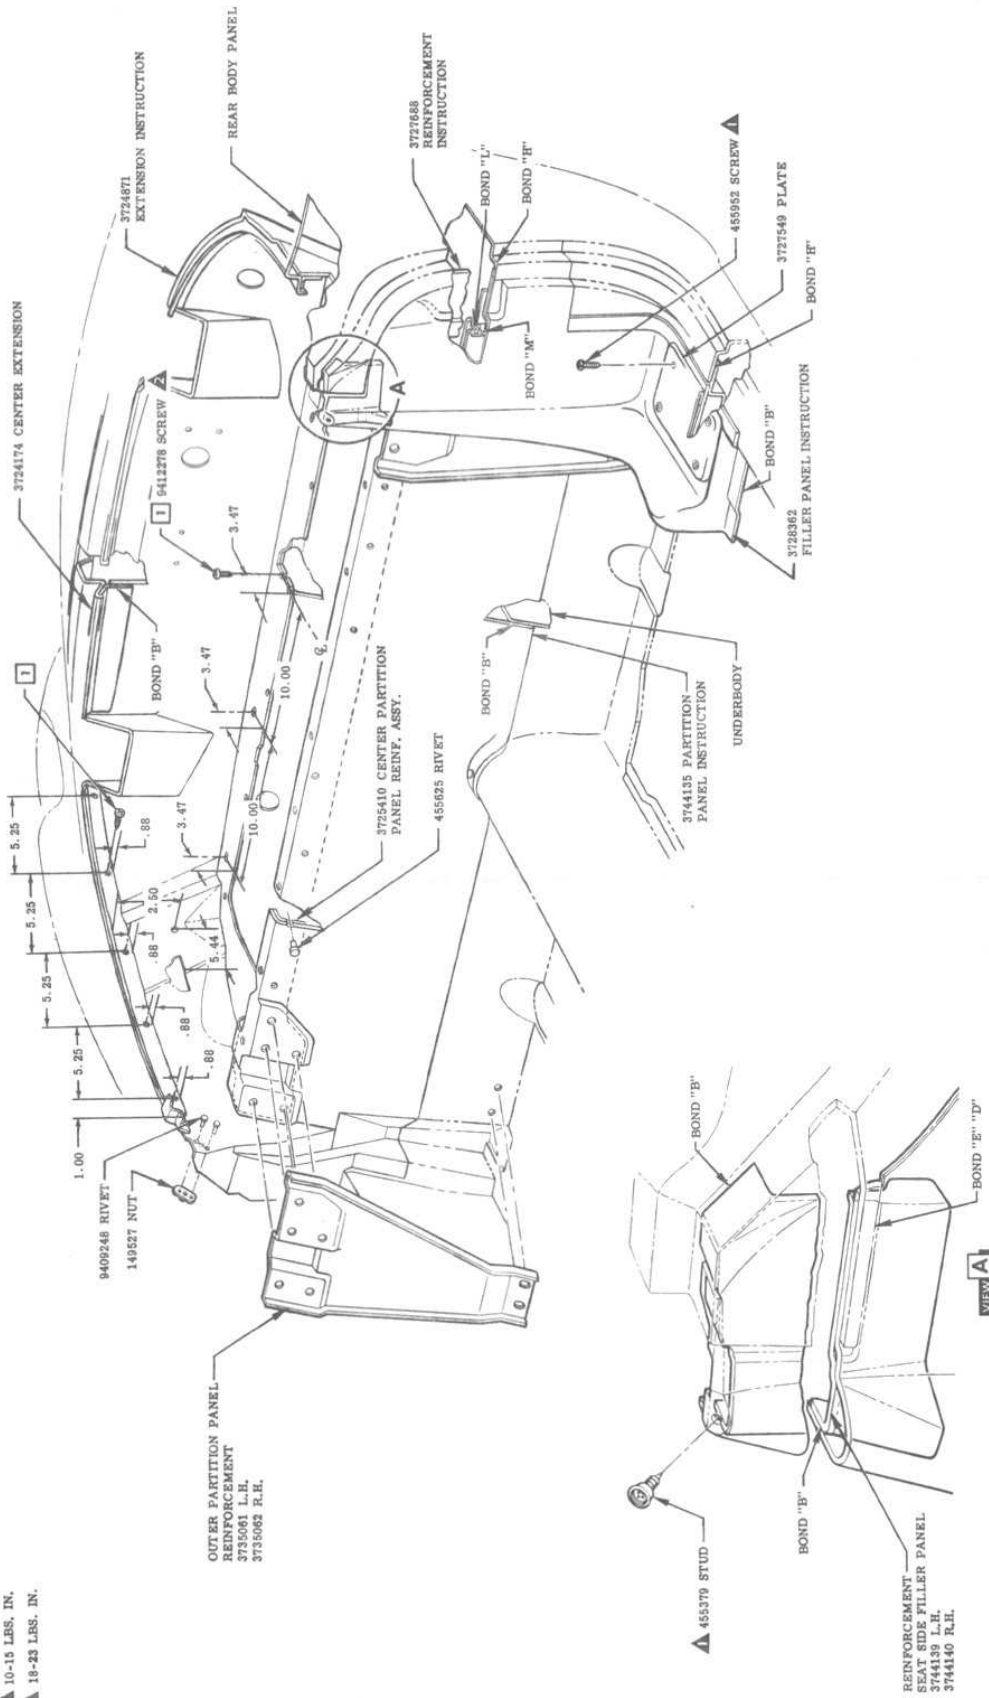 ▲ 10-15 LBS. IN.
▲ 18-23 LBS. IN.
OUTER PARTITION PANEL
REINFORCEMENT
3735061 L.H.
3735062 R.H.
9409248 RIVET
149527 NUT
1.00
5.25
5.25
5.25
5.25
.88
.88
.88
.88
2.50
5.44
1
3724174 CENTER EXTENSION
3724871
EXTENSION INSTRUCTION
REAR BODY PANEL
BOND "B"
1 9412278 SCREW 2
3.47
3.47
3.47
10.00
10.00
3725410 CENTER PARTITION
PANEL REINF. ASSY.
455625 RIVET
A
3727688
REINFORCEMENT
INSTRUCTION
BOND "L"
BOND "H"
BOND "M"
455952 SCREW 1
3727549 PLATE
BOND "H"
BOND "B"
3728362
FILLER PANEL INSTRUCTION
BOND "B"
3744135 PARTITION
PANEL INSTRUCTION
UNDERBODY
1 455379 STUD
BOND "B"
BOND "B"
REINFORCEMENT
SEAT SIDE FILLER PANEL
3744139 L.H.
3744140 R.H.
BOND "E" "D"
VIEW A